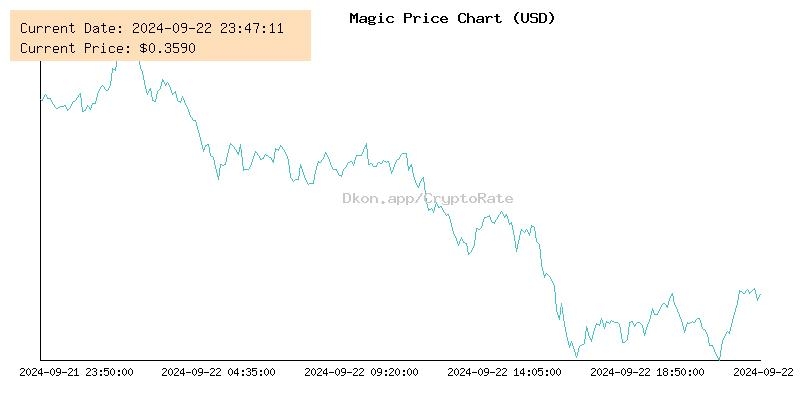 Magic Price Chart (USD)
Current Date: 2024-09-22 23:47:11
Current Price: $0.3590
Dkon.app/CryptoRate
2024-09-21 23:50:00 2024-09-22 04:35:00 2024-09-22 09:20:00 2024-09-22 14:05:00 2024-09-22 18:50:00 2024-09-22